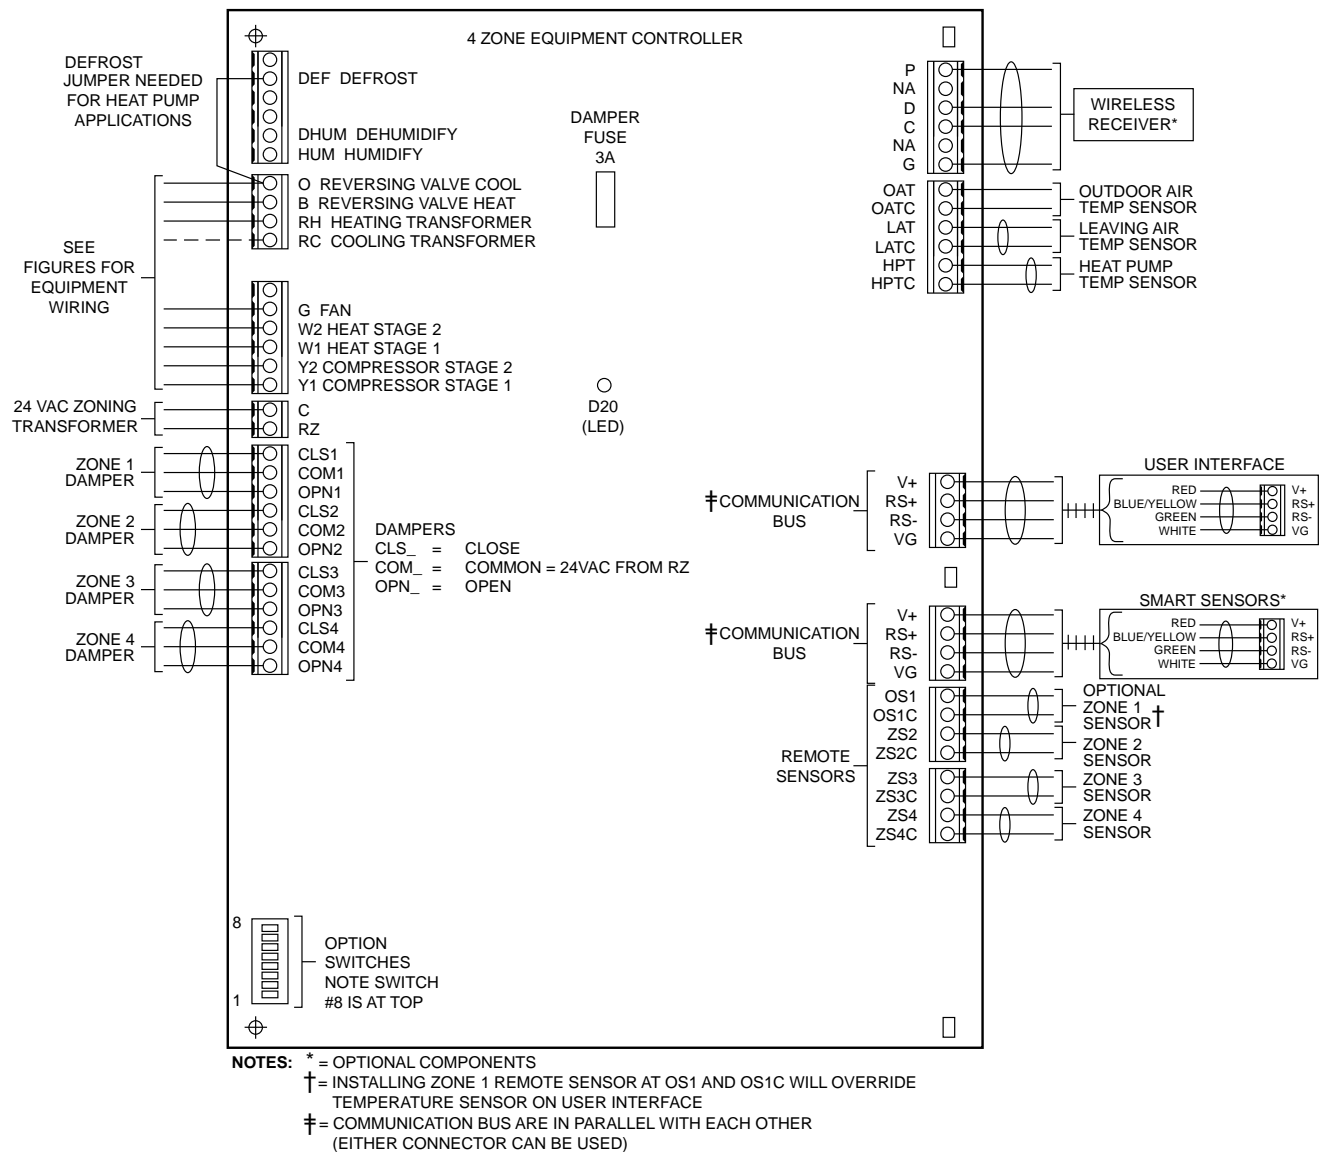 4 ZONE EQUIPMENT CONTROLLER
DEFROST
JUMPER NEEDED
FOR HEAT PUMP
APPLICATIONS
DEF DEFROST
DHUM DEHUMIDIFY
HUM HUMIDIFY
O REVERSING VALVE COOL
B REVERSING VALVE HEAT
RH HEATING TRANSFORMER
RC COOLING TRANSFORMER
SEE
FIGURES FOR
EQUIPMENT
WIRING
G FAN
W2 HEAT STAGE 2
W1 HEAT STAGE 1
Y2 COMPRESSOR STAGE 2
Y1 COMPRESSOR STAGE 1
24 VAC ZONING
TRANSFORMER
C
RZ
ZONE 1
DAMPER
CLS1
COM1
OPN1
ZONE 2
DAMPER
CLS2
COM2
OPN2
ZONE 3
DAMPER
CLS3
COM3
OPN3
ZONE 4
DAMPER
CLS4
COM4
OPN4
DAMPERS
CLS_ = CLOSE
COM_ = COMMON = 24VAC FROM RZ
OPN_ = OPEN
DAMPER
FUSE
3A
D20
(LED)
P
NA
D
C
NA
G
WIRELESS
RECEIVER*
OAT
OATC
OUTDOOR AIR
TEMP SENSOR
LAT
LATC
LEAVING AIR
TEMP SENSOR
HPT
HPTC
HEAT PUMP
TEMP SENSOR
‡COMMUNICATION
BUS
V+
RS+
RS-
VG
USER INTERFACE
RED
BLUE/YELLOW
GREEN
WHITE
V+
RS+
RS-
VG
‡COMMUNICATION
BUS
V+
RS+
RS-
VG
SMART SENSORS*
RED
BLUE/YELLOW
GREEN
WHITE
V+
RS+
RS-
VG
REMOTE
SENSORS
OS1
OS1C
ZS2
ZS2C
ZS3
ZS3C
ZS4
ZS4C
OPTIONAL
ZONE 1
SENSOR†
ZONE 2
SENSOR
ZONE 3
SENSOR
ZONE 4
SENSOR
8
1
OPTION
SWITCHES
NOTE SWITCH
#8 IS AT TOP
NOTES: * = OPTIONAL COMPONENTS
† = INSTALLING ZONE 1 REMOTE SENSOR AT OS1 AND OS1C WILL OVERRIDE
TEMPERATURE SENSOR ON USER INTERFACE
‡ = COMMUNICATION BUS ARE IN PARALLEL WITH EACH OTHER
(EITHER CONNECTOR CAN BE USED)